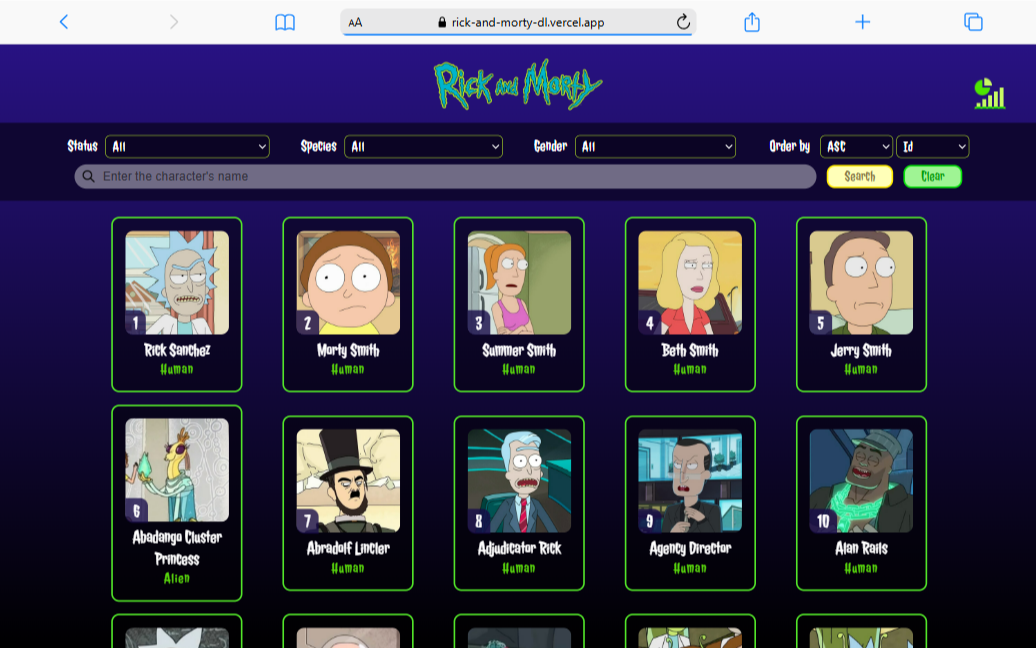 AA rick-and-morty-dl.vercel.app
Rick and Morty
Status All Species All Gender All Order by ASC Id
Enter the character's name Search Clear
1 2 3 4 5
Rick Sanchez Morty Smith Summer Smith Beth Smith Jerry Smith
Human Human Human Human Human
6 7 8 9 10
Abadango Cluster
Princess
Alien
Abradolf Lincler Adjudicator Rick Agency Director Alan Rails
Human Human Human Human